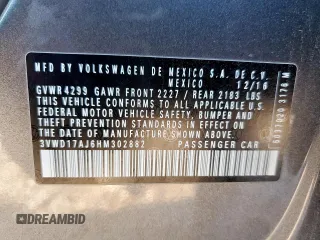 MFD BY VOLKSWAGEN DE MEXICO S.A. DE C.V.
MEXICO 12/16
GVWR 4299 GAWR FRONT 2227 / REAR 2183 LBS
THIS VEHICLE CONFORMS TO ALL APPLICABLE U.S.
FEDERAL MOTOR VEHICLE SAFETY, BUMPER AND
THEFT PREVENTION STANDARDS IN EFFECT ON THE
DATE OF MANUFACTURE SHOWN ABOVE.
3VWD17AJ6HM302882 PASSENGER CAR
DREAMBID